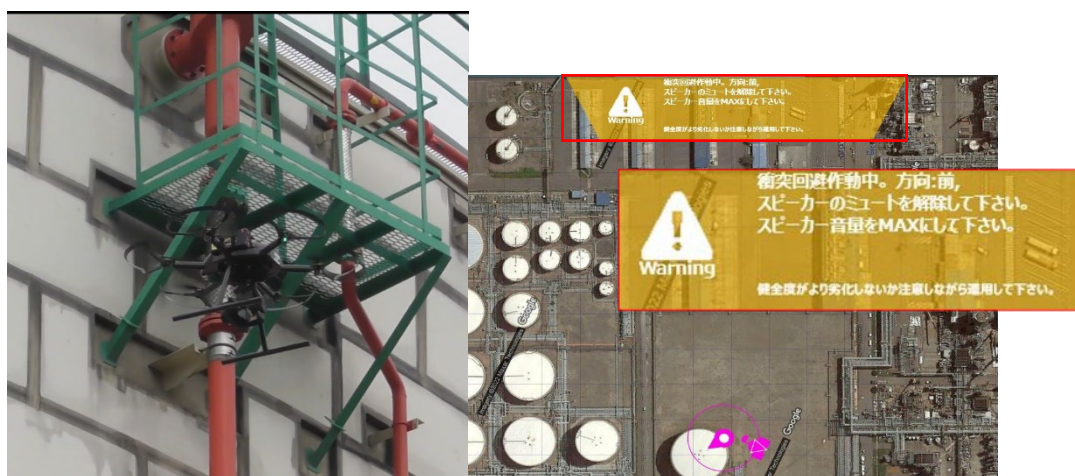 衝突回避作動中。方向:前,
スピーカーのミュートを解除して下さい。
スピーカー音量をMAXにして下さい。
Warning
健全度がより劣化しないか注意しながら運用して下さい。
衝突回避作動中。方向:前,
スピーカーのミュートを解除して下さい。
スピーカー音量をMAXにして下さい。
Warning
健全度がより劣化しないか注意しながら運用して下さい。
Google
Google